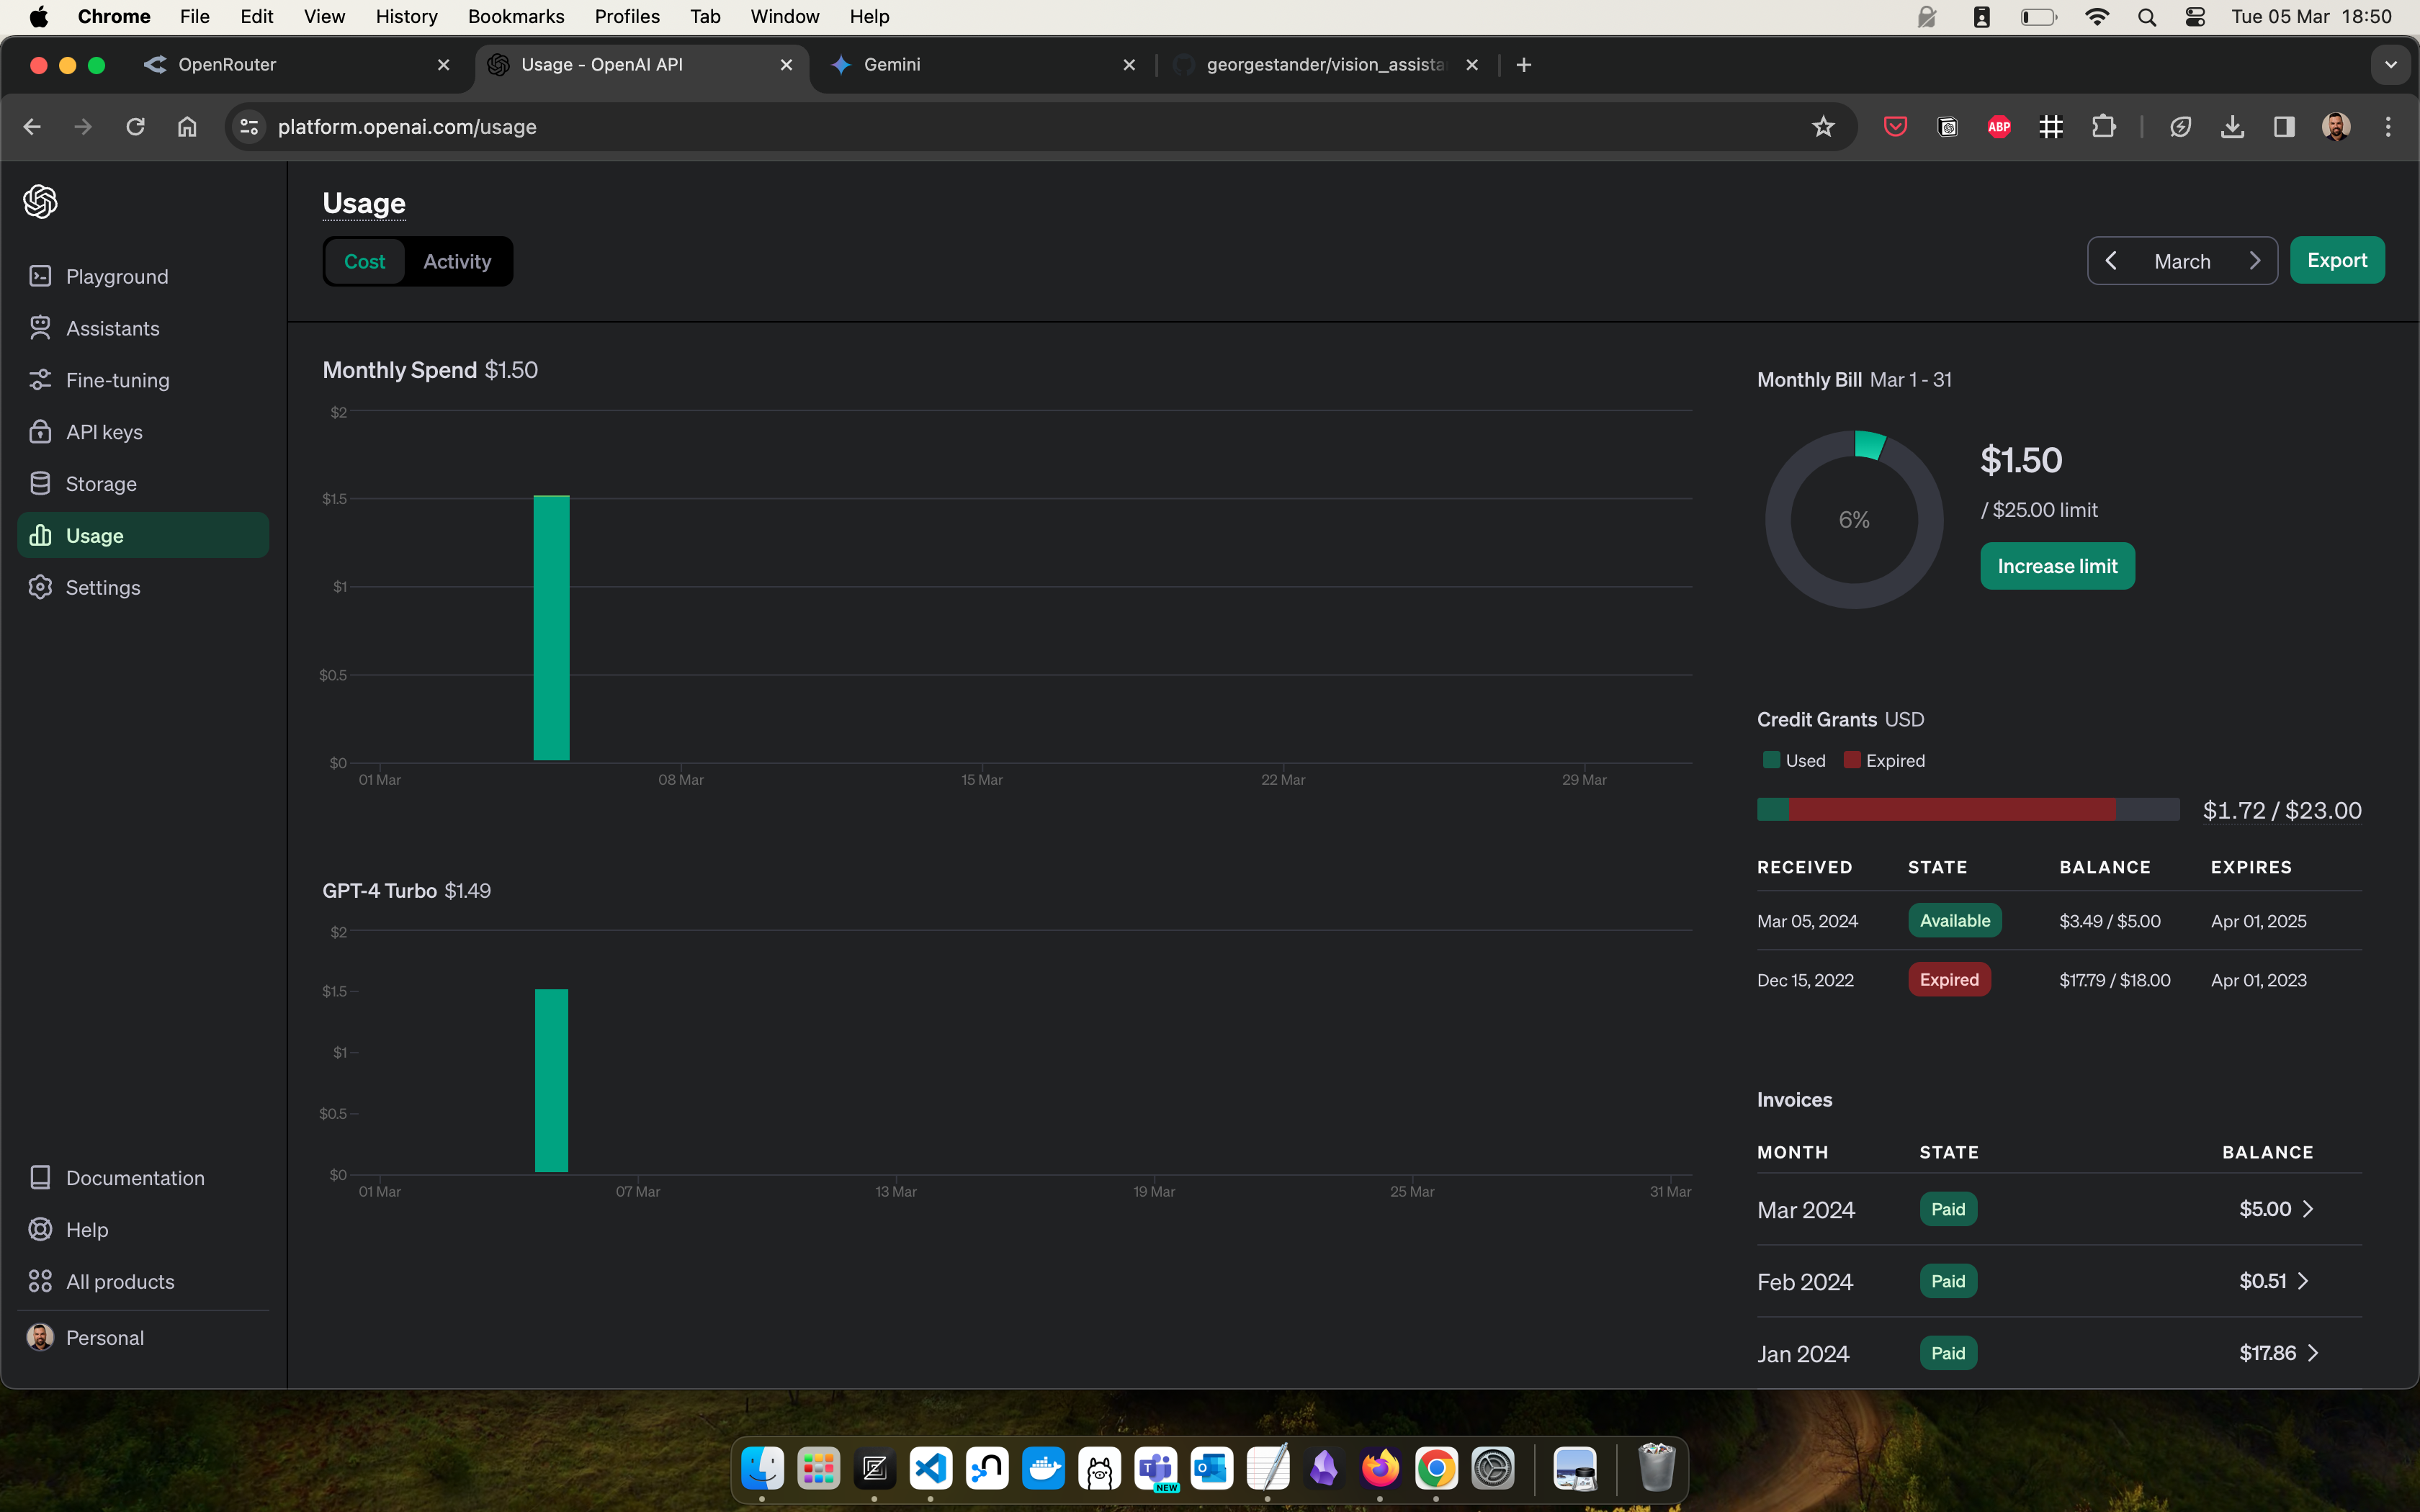 Chrome File Edit View History Bookmarks Profiles Tab Window Help Tue 05 Mar 18:50
OpenRouter Usage - OpenAI API Gemini georgestander/vision_assista
platform.openai.com/usage ABP
Usage
Cost Activity March Export
Playground
Assistants
Fine-tuning
API keys
Storage
Usage
Settings
Documentation
Help
All products
Personal
Monthly Spend $1.50
$2
$1.5
$1
$0.5
$0
01 Mar 08 Mar 15 Mar 22 Mar 29 Mar
GPT-4 Turbo $1.49
$2
$1.5
$1
$0.5
$0
01 Mar 07 Mar 13 Mar 19 Mar 25 Mar 31 Mar
Monthly Bill Mar 1 - 31
6%
$1.50
/ $25.00 limit
Increase limit
Credit Grants USD
Used Expired
$1.72 / $23.00
RECEIVED STATE BALANCE EXPIRES
Mar 05, 2024 Available $3.49 / $5.00 Apr 01, 2025
Dec 15, 2022 Expired $17.79 / $18.00 Apr 01, 2023
Invoices
MONTH STATE BALANCE
Mar 2024 Paid $5.00
Feb 2024 Paid $0.51
Jan 2024 Paid $17.86
NEW